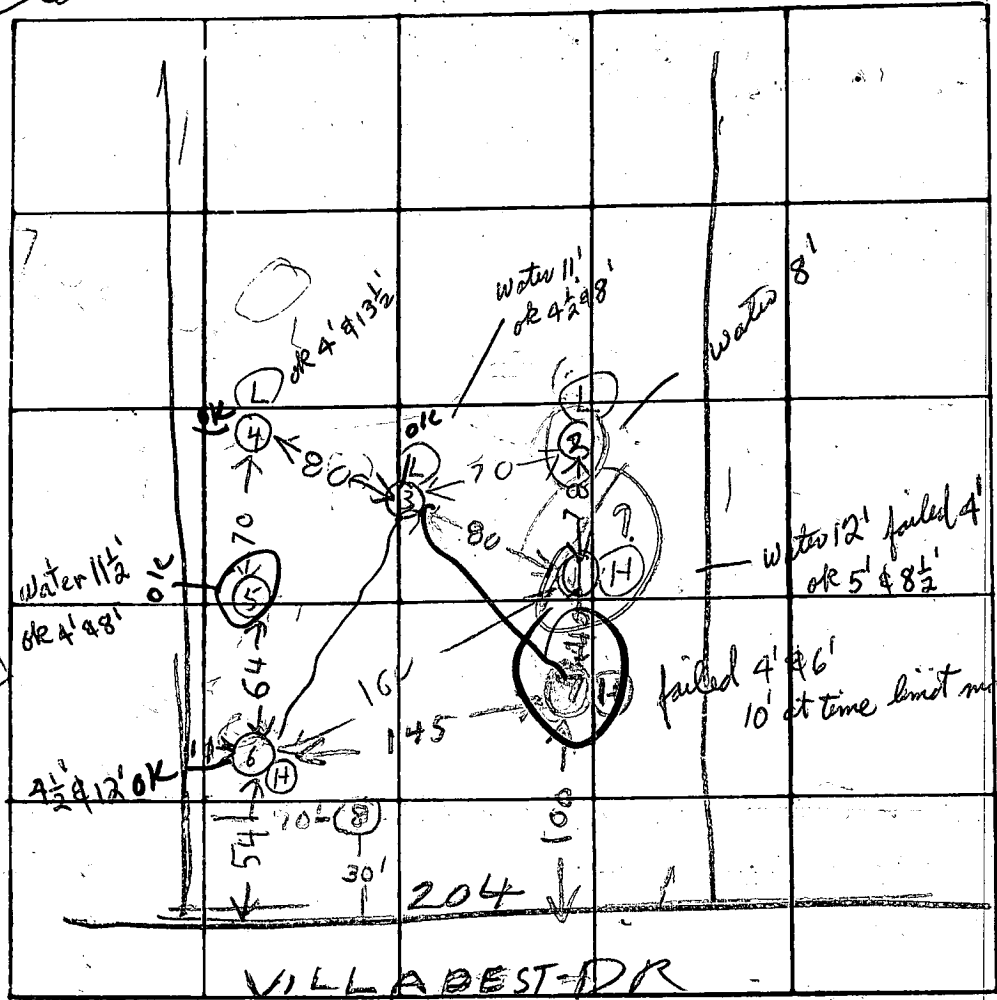 Water 11'
ok 4½ & 8'
Water 8'
ok 4' & 13½'
L
L
ok
4
ok
L
3
2
80
70
70
80
78
?
1
H
Water 11½'
ok 4' & 8'
ok
5
Water 12' failed 4'
ok 5' & 8½'
64
160
145
7
H
failed 4' & 6'
10' at time limit
4½' & 12' OK
6
H
70'
8
54
30'
100
204
VILLABEST DR